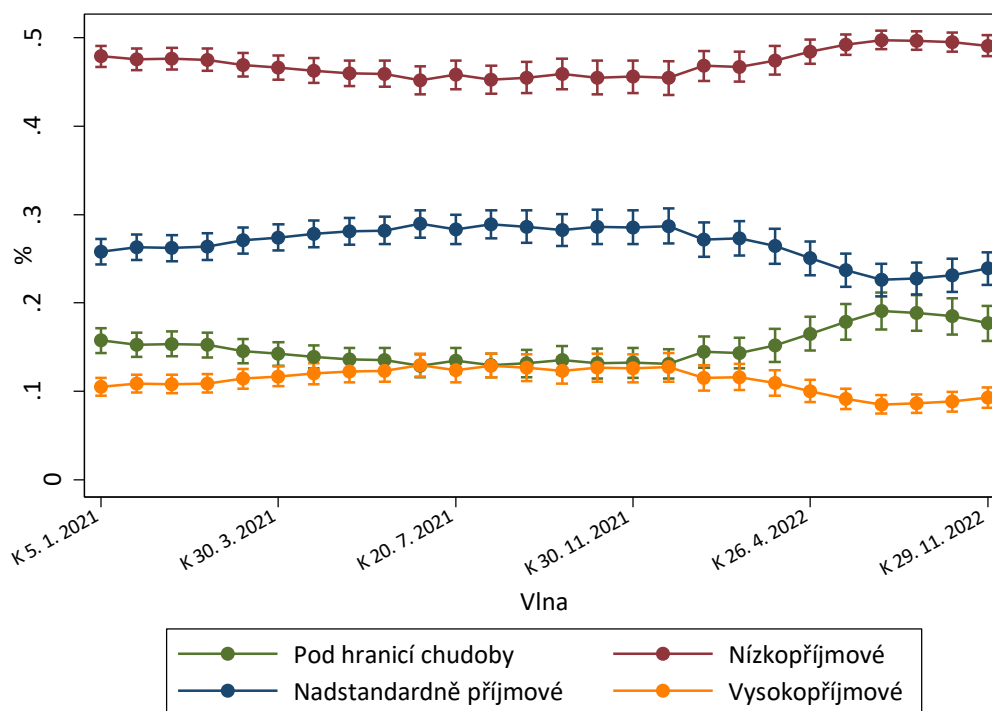 .5
.4
.3
.2
.1
0
%
K 5. 1. 2021
K 30. 3. 2021
K 20. 7. 2021
K 30. 11. 2021
K 26. 4. 2022
K 29. 11. 2022
Vlna
Pod hranicí chudoby
Nízkopříjmové
Nadstandardně příjmové
Vysokopříjmové